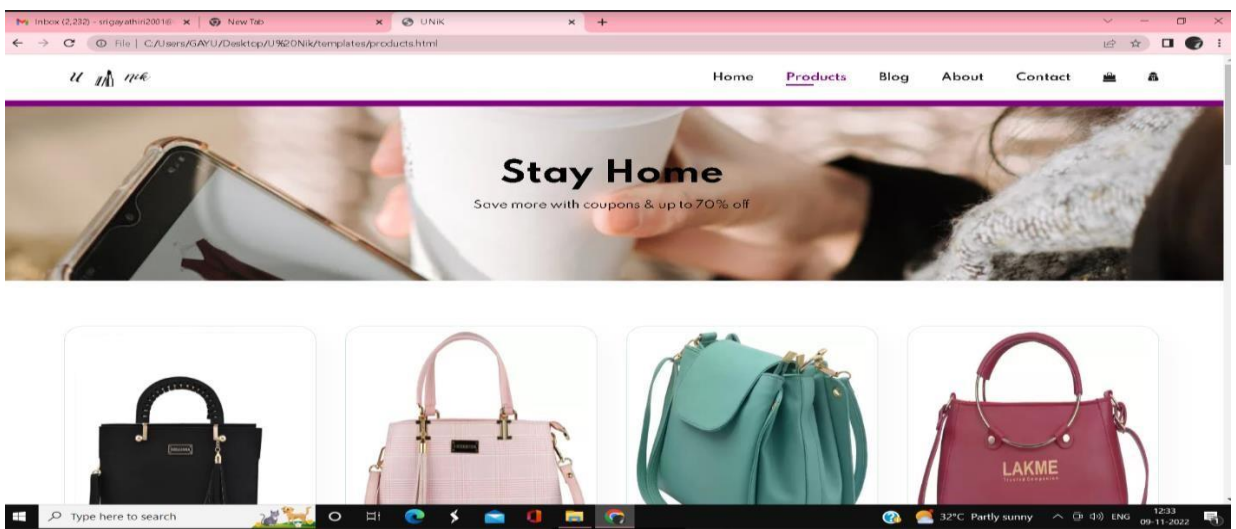 Inbox (2,232) - srigayathiri20016
New Tab
UNiK
File | C:/Users/GAYU/Desktop/U%20Nik/templates/products.html
U nik
Home Products Blog About Contact
Stay Home
Save more with coupons & up to 70% off
LAKME
Type here to search
32°C Partly sunny
ENG
12:33
09-11-2022